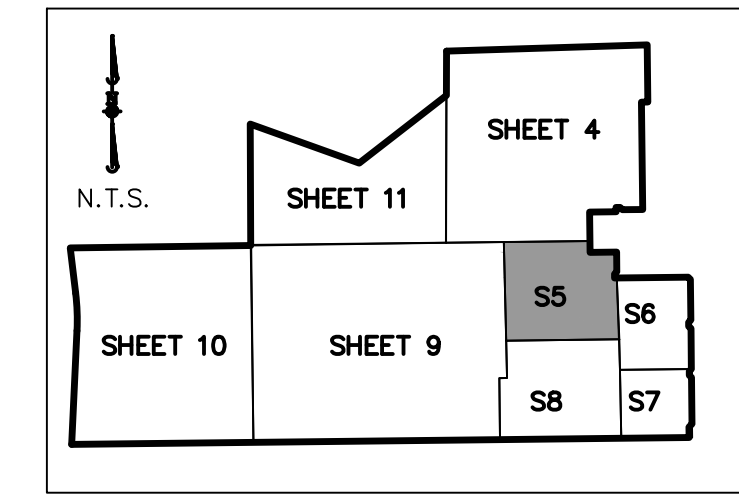 SHEET 4
N.T.S.
SHEET 11
S5
S6
SHEET 10
SHEET 9
S8
S7